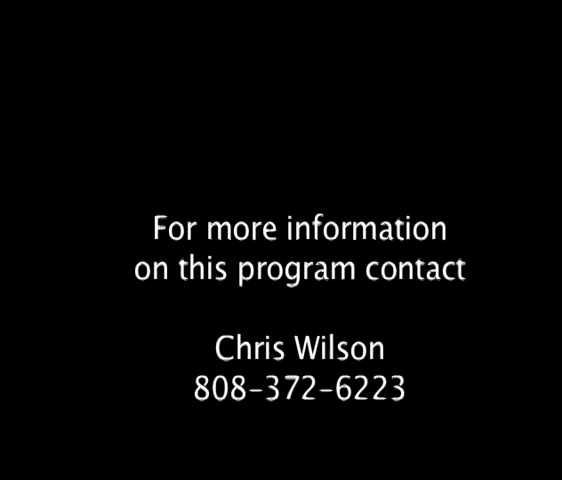 For more information
on this program contact
Chris Wilson
808-372-6223